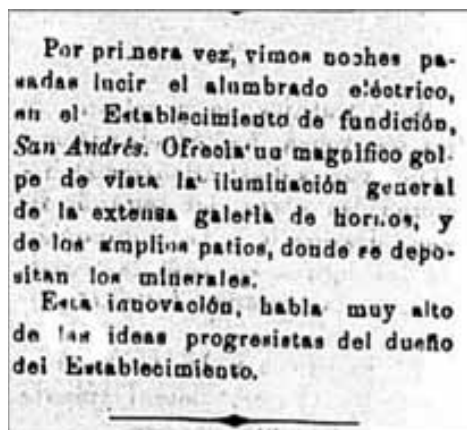 Por primera vez, vimos noches pa-
sadas lucir el alumbrado eléctrico,
en el Establecimiento de fundición,
San Andrés. Ofrecía un magnífico gol-
pe de vista la iluminación general
de la extensa galería de hornos, y
de los amplios patios, donde se depo-
sitan los minerales.
Esta innovación, habla muy alto
de las ideas progresistas del dueño
del Establecimiento.